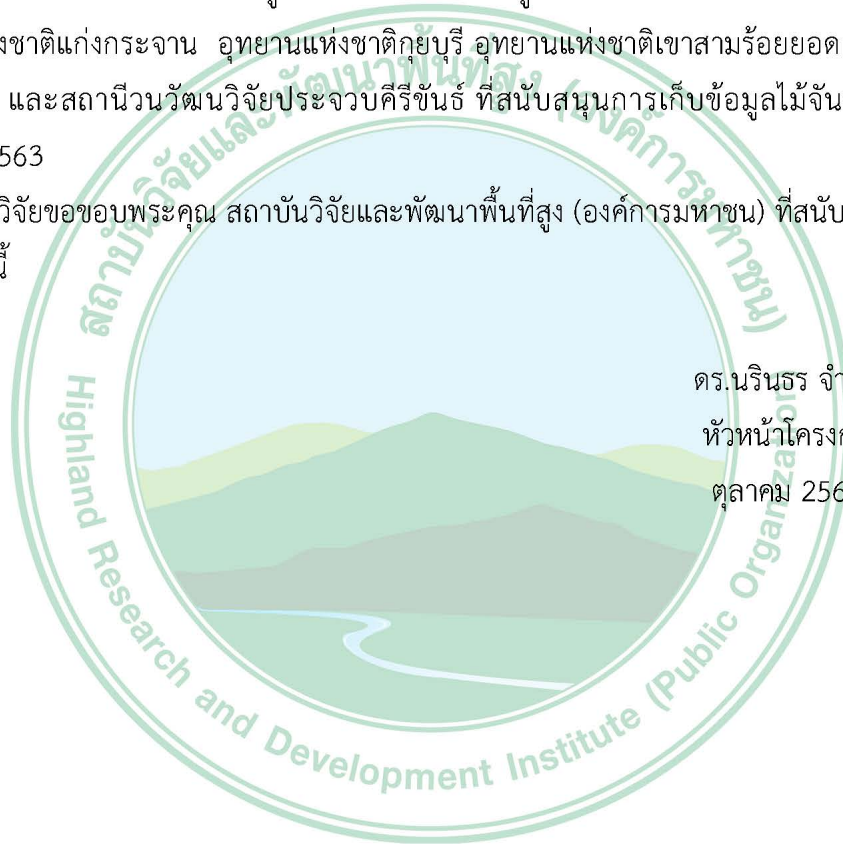 งชาติแก่งกระจาน อุทยานแห่งชาติกุยบุรี อุทยานแห่งชาติเขาสามร้อยยอด
และสถานีวนวัฒนวิจัยประจวบคีรีขันธ์ ที่สนับสนุนการเก็บข้อมูลไม้จัน
563
วิจัยขอขอบพระคุณ สถาบันวิจัยและพัฒนาพื้นที่สูง (องค์การมหาชน) ที่สนับ
นี้
ดร.นรินธร จำ
หัวหน้าโครงก
ตุลาคม 256
สถาบันวิจัยและพัฒนาพื้นที่สูง (องค์การมหาชน)
Highland Research and Development Institute (Public Organization)